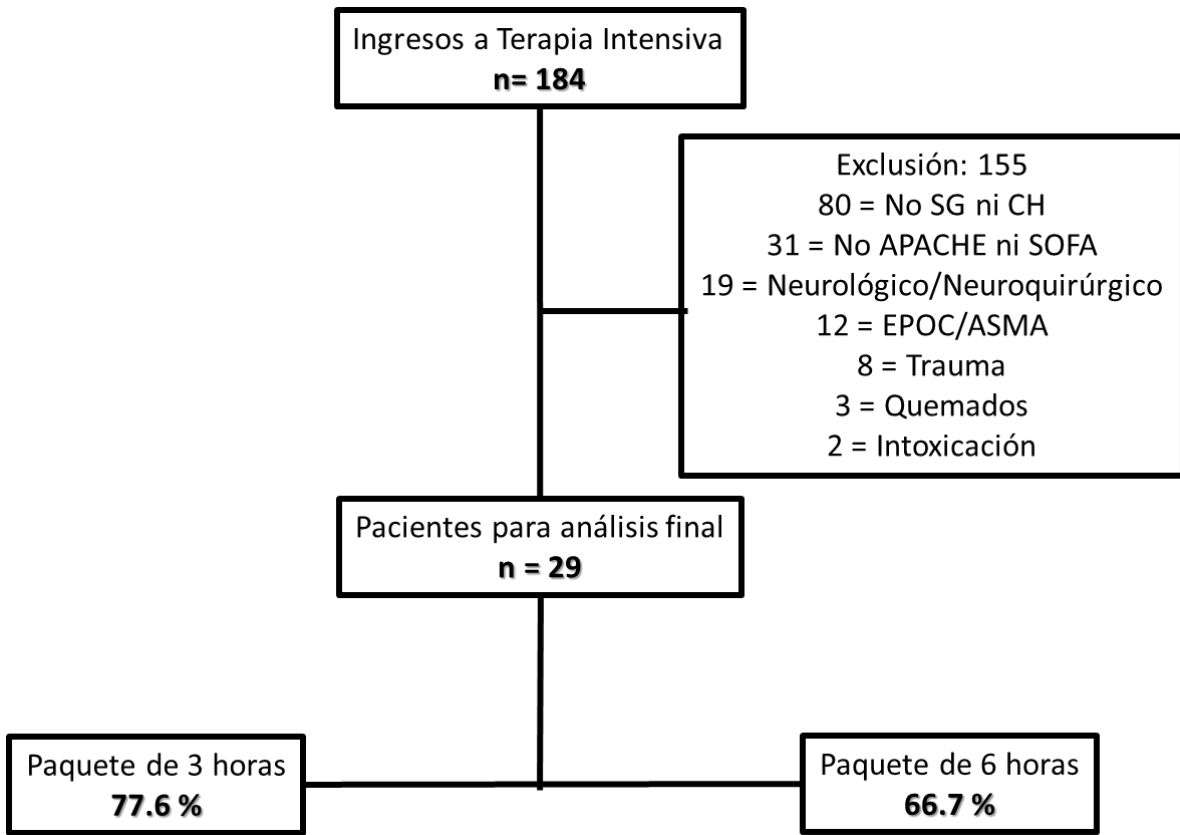 Ingresos a Terapia Intensiva
n= 184
Exclusión: 155
80 = No SG ni CH
31 = No APACHE ni SOFA
19 = Neurológico/Neuroquirúrgico
12 = EPOC/ASMA
8 = Trauma
3 = Quemados
2 = Intoxicación
Pacientes para análisis final
n = 29
Paquete de 3 horas
77.6 %
Paquete de 6 horas
66.7 %